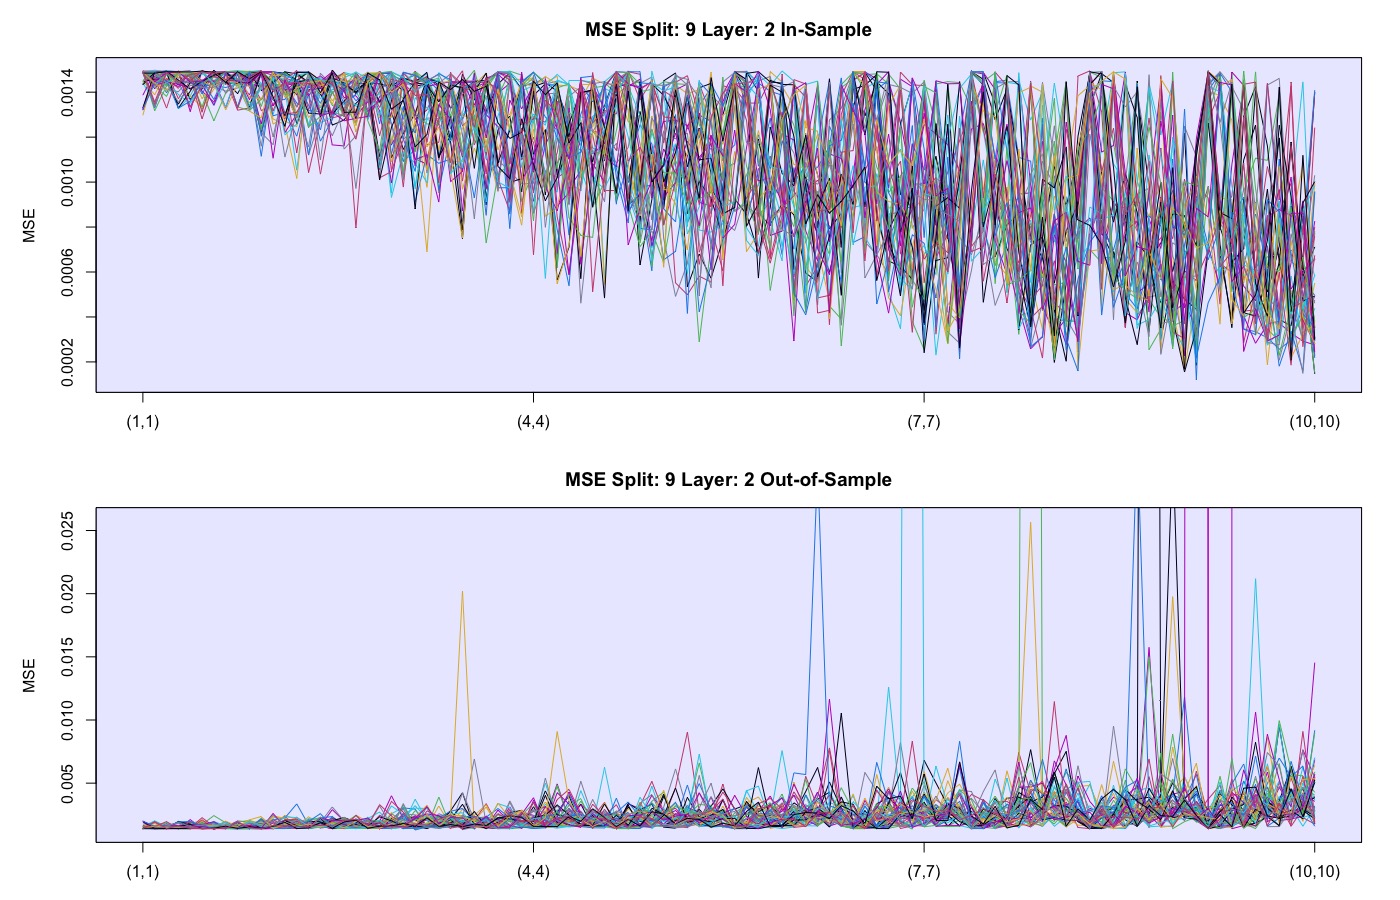 MSE Split: 9 Layer: 2 In-Sample
MSE
0.0014
0.0010
0.0006
0.0002
(1,1) (4,4) (7,7) (10,10)
MSE Split: 9 Layer: 2 Out-of-Sample
MSE
0.025
0.020
0.015
0.010
0.005
(1,1) (4,4) (7,7) (10,10)